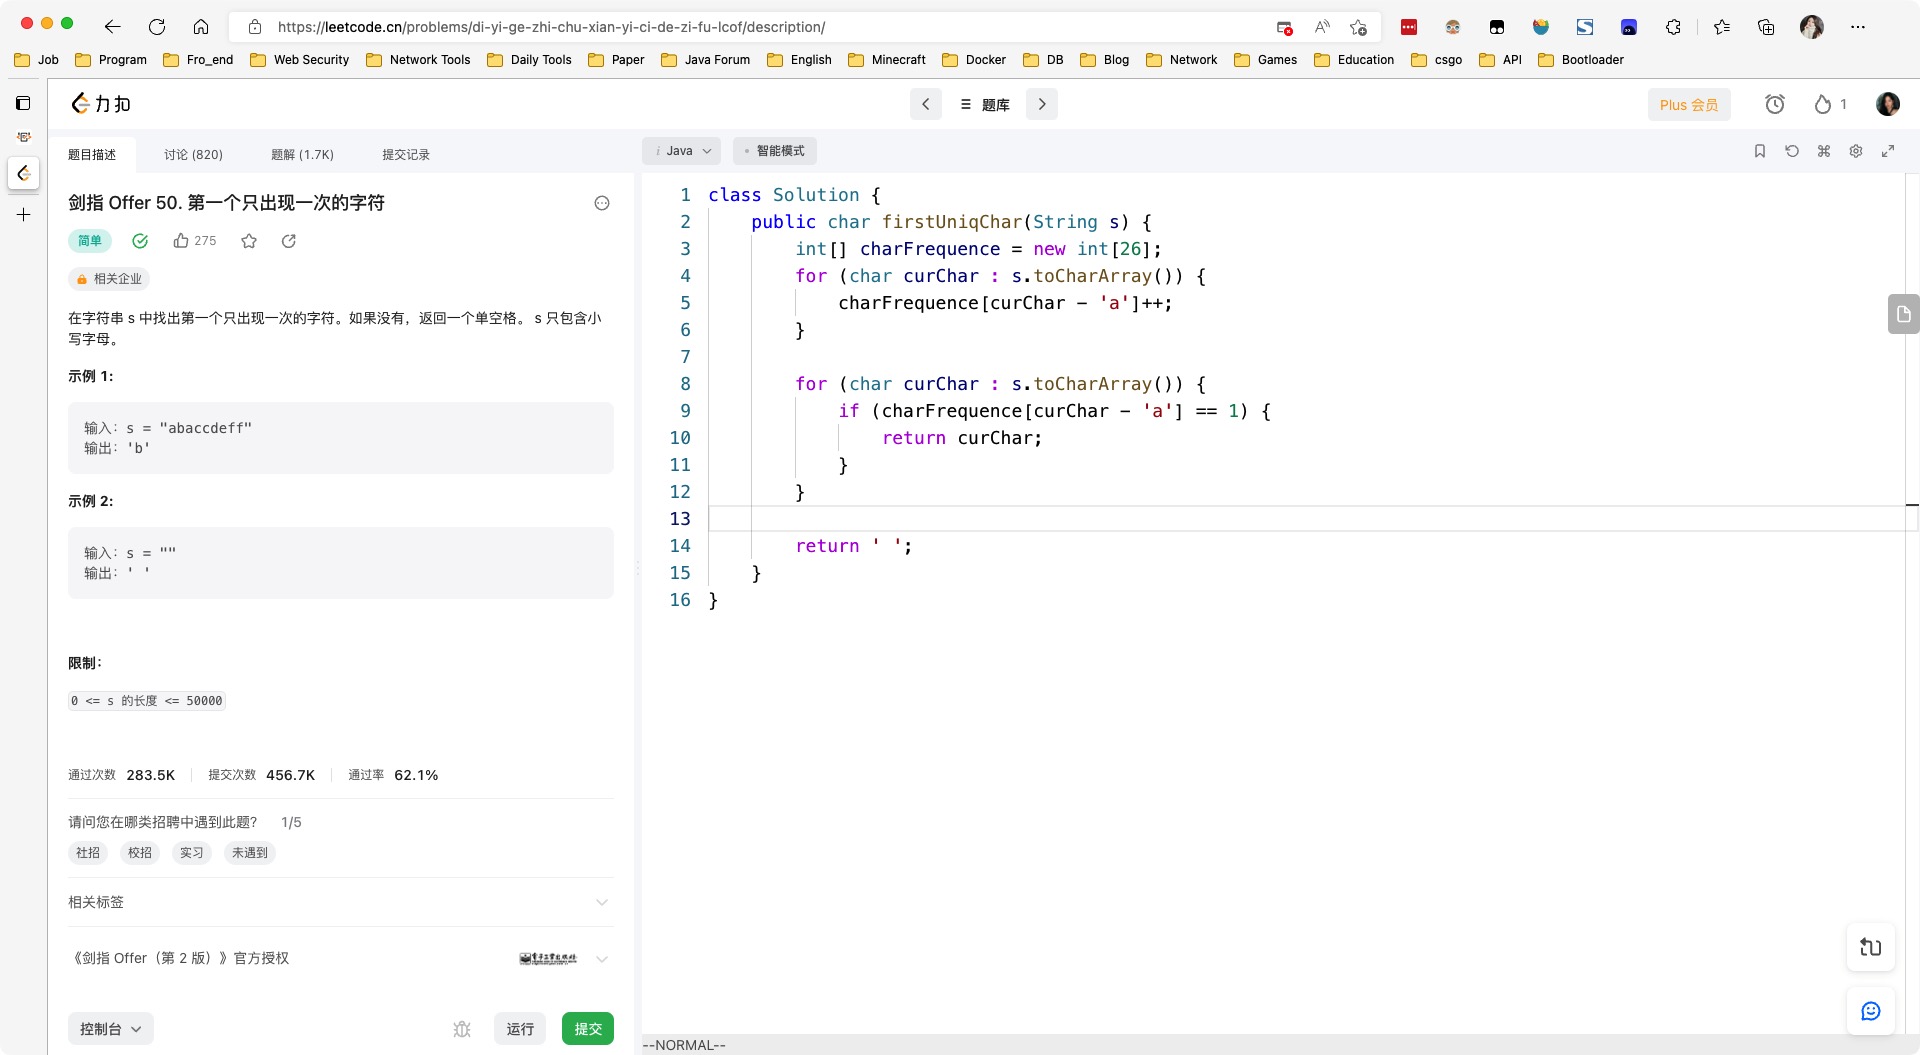 https://leetcode.cn/problems/di-yi-ge-zhi-chu-xian-yi-ci-de-zi-fu-lcof/description/
Job Program Fro_end Web Security Network Tools Daily Tools Paper Java Forum English Minecraft Docker DB Blog Network Games Education csgo API Bootloader
力扣
题库
Plus 会员
1
题目描述 讨论 (820) 题解 (1.7K) 提交记录
剑指 Offer 50. 第一个只出现一次的字符
简单 275
相关企业
在字符串 s 中找出第一个只出现一次的字符。如果没有，返回一个单空格。 s 只包含小
写字母。
示例 1:
输入：s = "abaccdeff"
输出：'b'
示例 2:
输入：s = ""
输出：' '
限制：
0 <= s 的长度 <= 50000
通过次数 283.5K 提交次数 456.7K 通过率 62.1%
请问您在哪类招聘中遇到此题？ 1/5
社招 校招 实习 未遇到
相关标签
《剑指 Offer（第 2 版）》官方授权
电子工业出版社
控制台 运行 提交
i Java 智能模式
1 class Solution {
2     public char firstUniqChar(String s) {
3         int[] charFrequence = new int[26];
4         for (char curChar : s.toCharArray()) {
5             charFrequence[curChar - 'a']++;
6         }
7
8         for (char curChar : s.toCharArray()) {
9             if (charFrequence[curChar - 'a'] == 1) {
10                 return curChar;
11             }
12         }
13
14         return ' ';
15     }
16 }
--NORMAL--